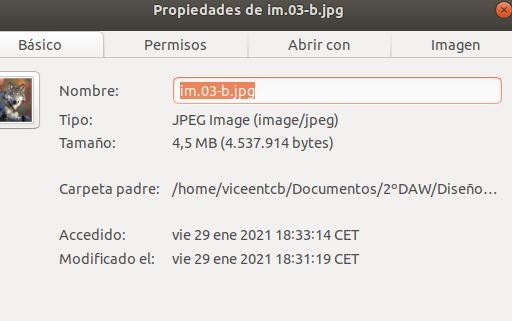 Propiedades de im.03-b.jpg
Básico Permisos Abrir con Imagen
Nombre: im.03-b.jpg
Tipo: JPEG Image (image/jpeg)
Tamaño: 4,5 MB (4.537.914 bytes)
Carpeta padre: /home/viceentcb/Documentos/2ºDAW/Diseño...
Accedido: vie 29 ene 2021 18:33:14 CET
Modificado el: vie 29 ene 2021 18:31:19 CET